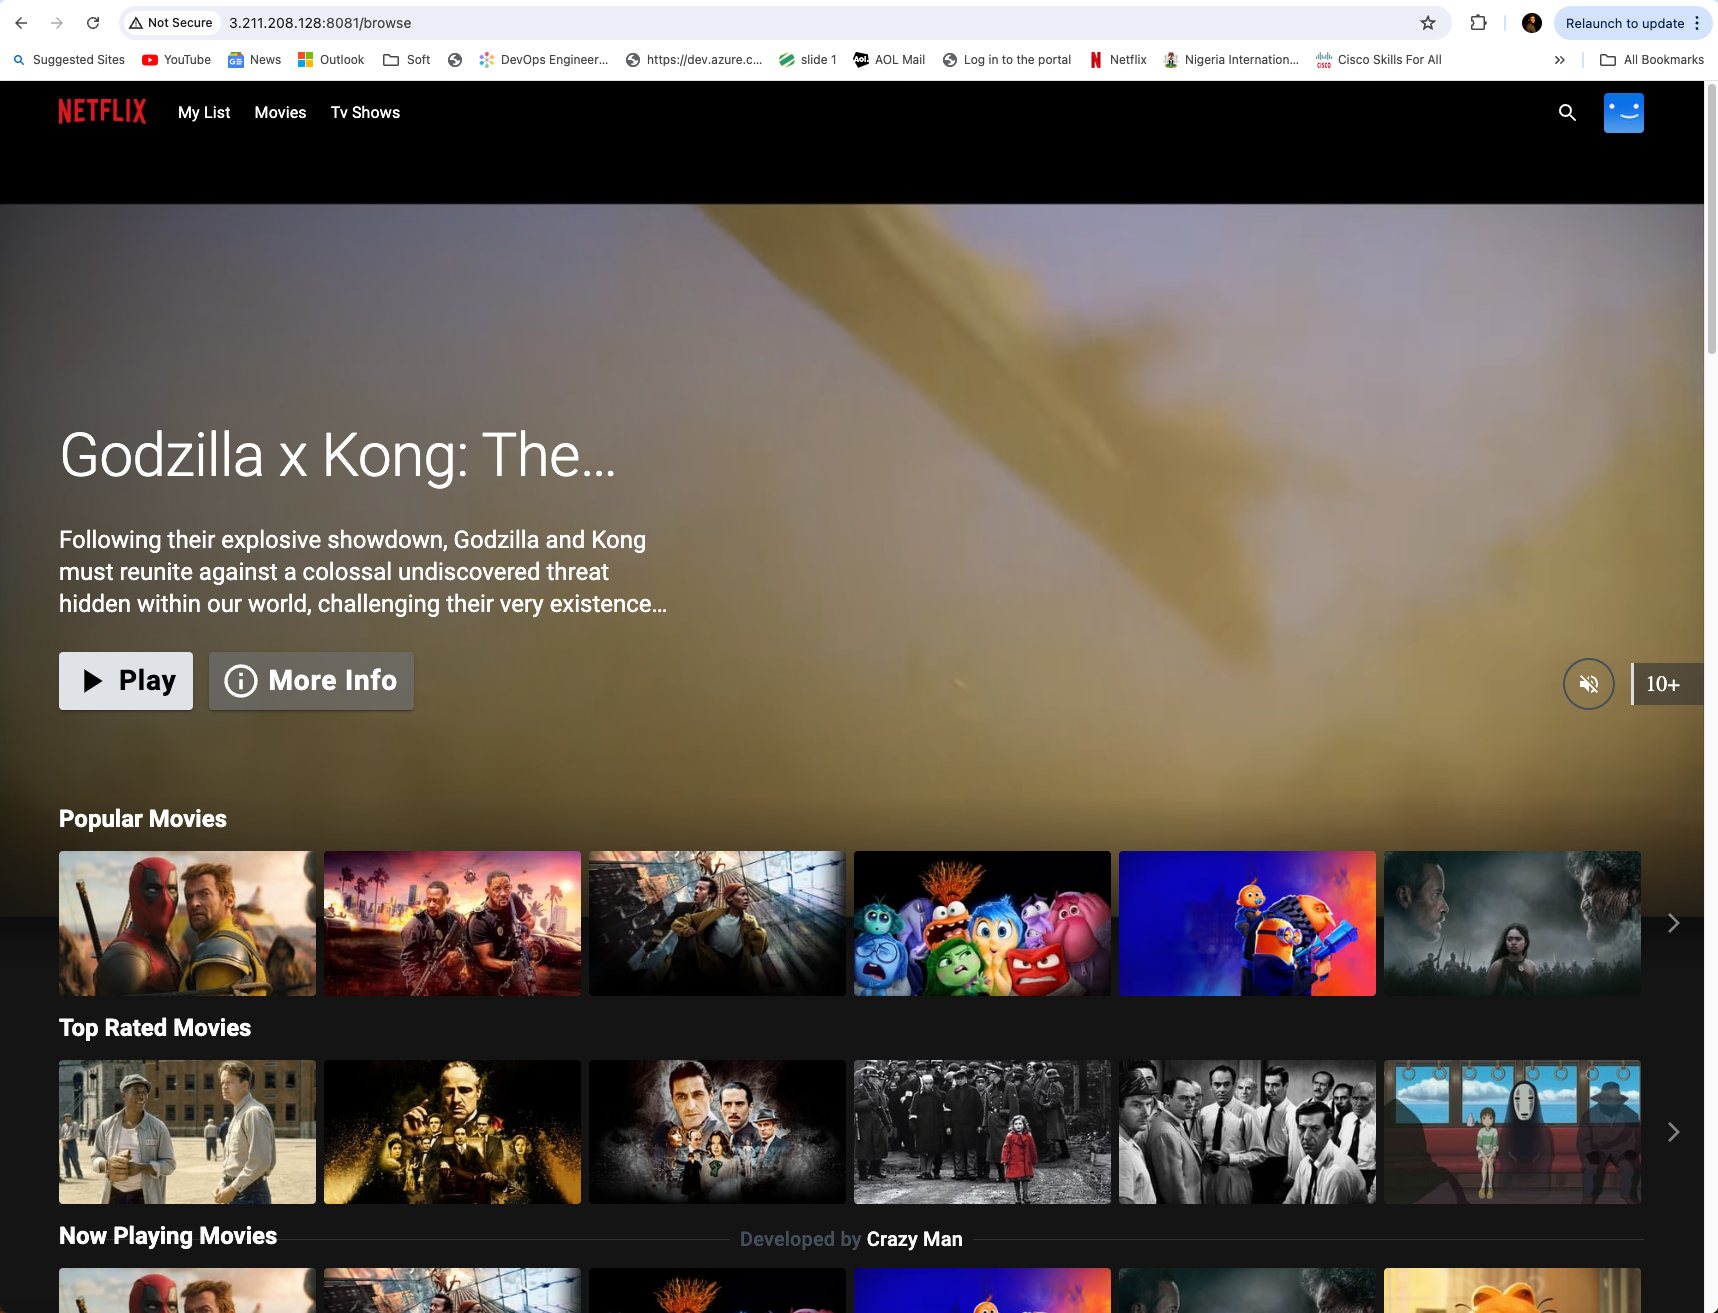 Not Secure
3.211.208.128:8081/browse
Relaunch to update
Suggested Sites
YouTube
News
Outlook
Soft
DevOps Engineer...
https://dev.azure.c...
slide 1
Aol.
AOL Mail
Log in to the portal
Netflix
Nigeria Internation...
CISCO
Cisco Skills For All
All Bookmarks
NETFLIX
My List
Movies
Tv Shows
Godzilla x Kong: The...
Following their explosive showdown, Godzilla and Kong
must reunite against a colossal undiscovered threat
hidden within our world, challenging their very existence...
Play
More Info
10+
Popular Movies
Top Rated Movies
Now Playing Movies
Developed by Crazy Man